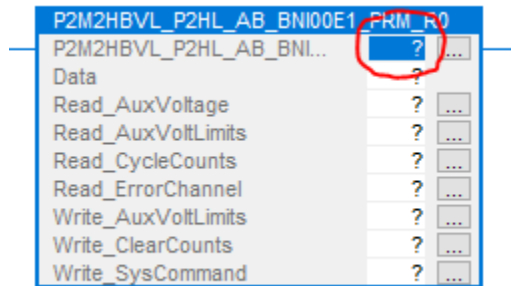 P2M2HBVL_P2HL_AB_BNI00E1_PRM_R0
P2M2HBVL_P2HL_AB_BNI... ? ...
Data ?
Read_AuxVoltage ? ...
Read_AuxVoltLimits ? ...
Read_CycleCounts ? ...
Read_ErrorChannel ? ...
Write_AuxVoltLimits ? ...
Write_ClearCounts ? ...
Write_SysCommand ? ...